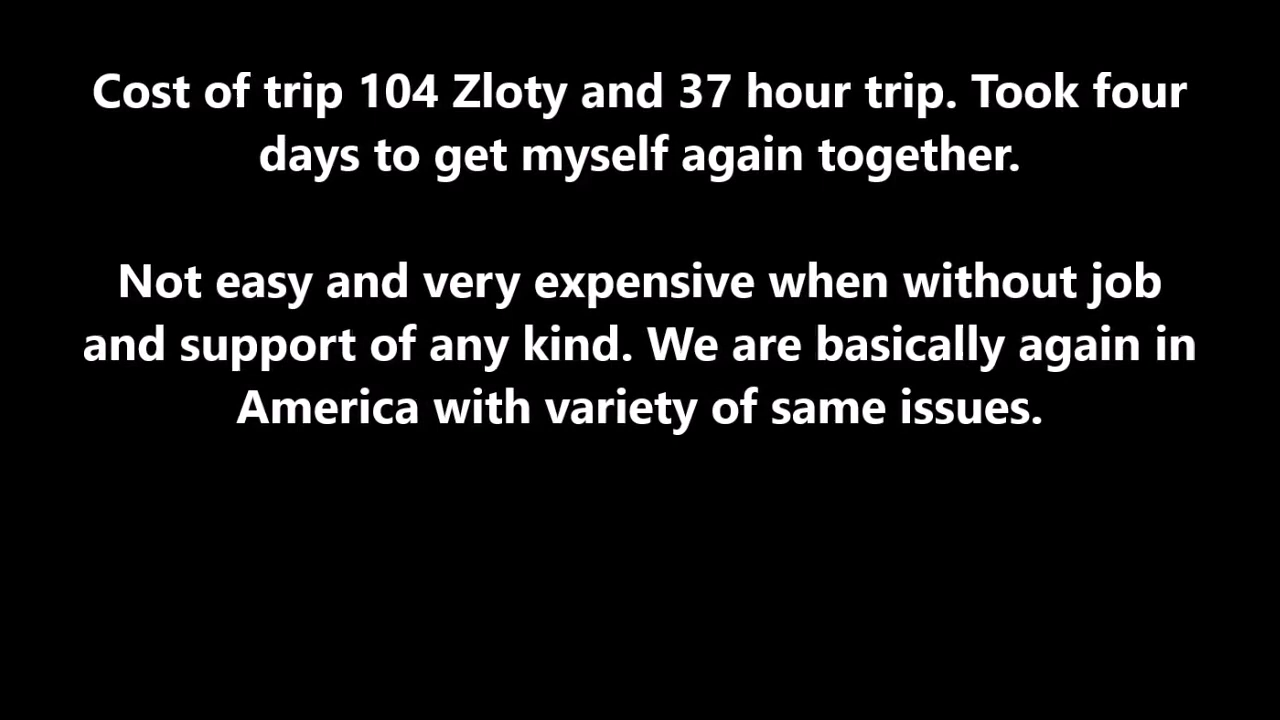 Cost of trip 104 Zloty and 37 hour trip. Took four
days to get myself again together.
Not easy and very expensive when without job
and support of any kind. We are basically again in
America with variety of same issues.